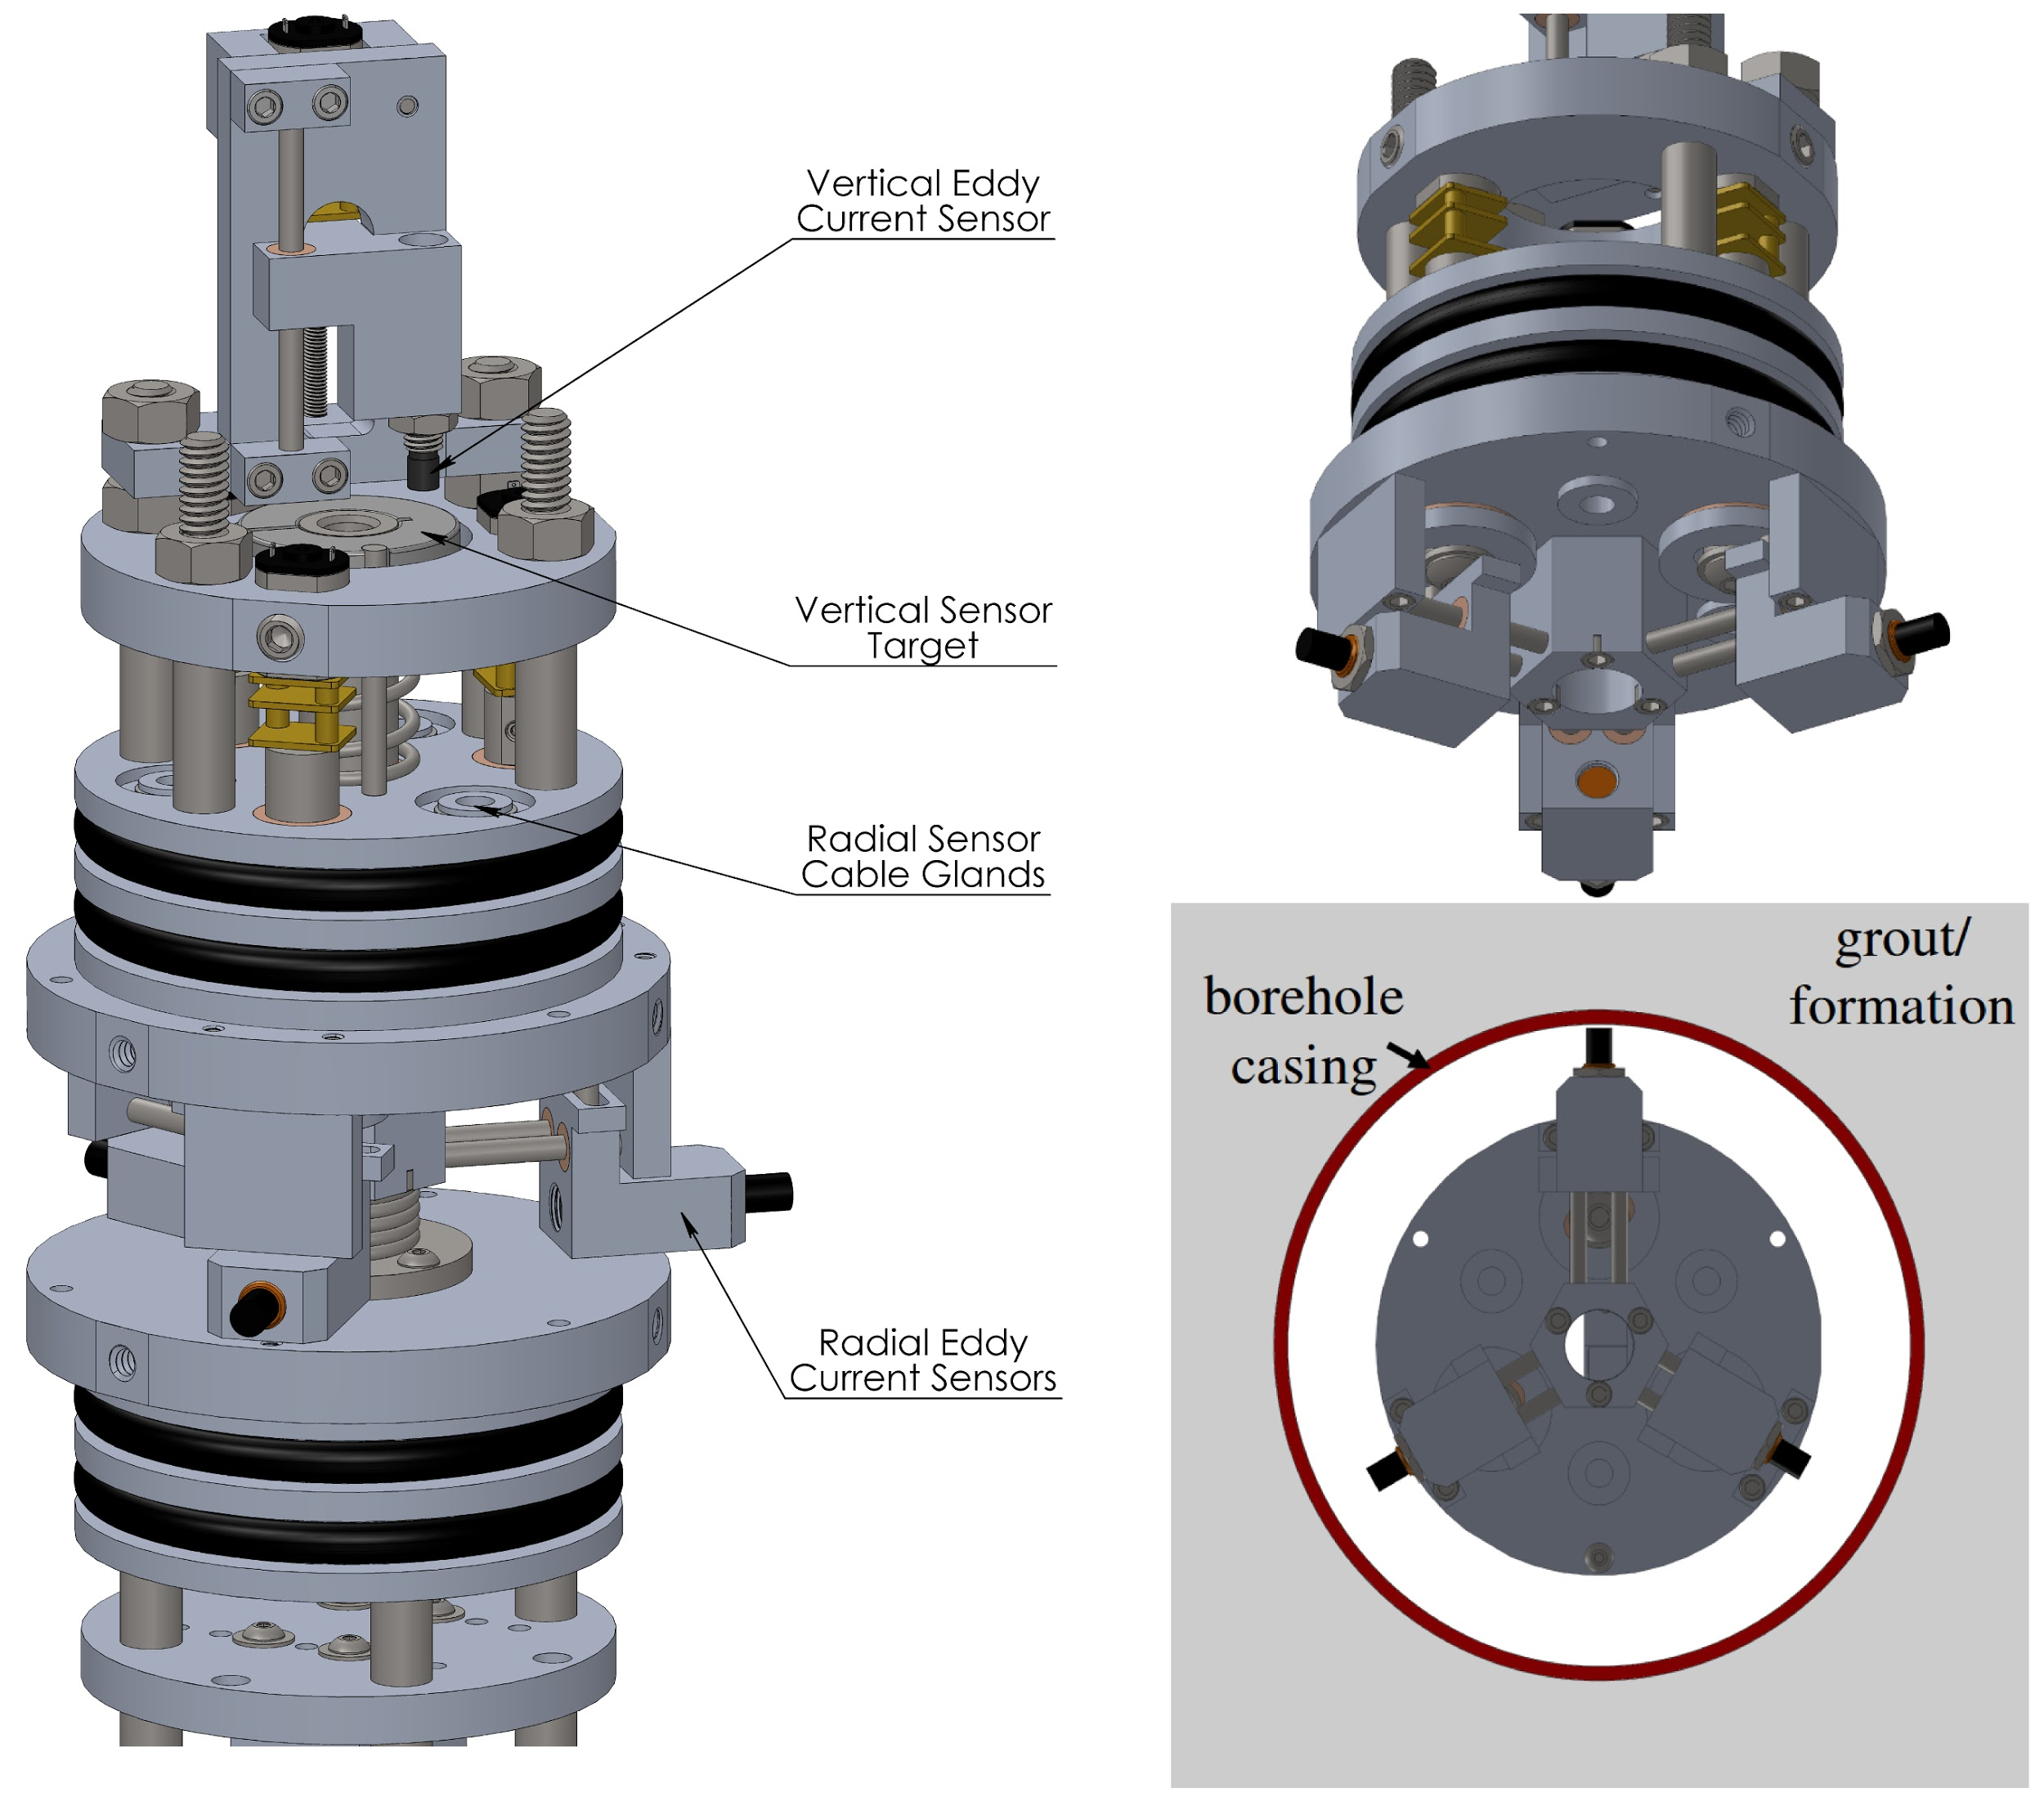 Vertical Eddy
Current Sensor
Vertical Sensor
Target
Radial Sensor
Cable Glands
Radial Eddy
Current Sensors
grout/
formation
borehole
casing